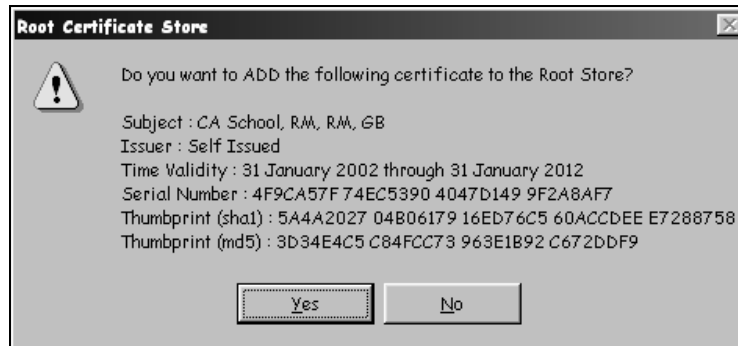 Root Certificate Store
Do you want to ADD the following certificate to the Root Store?
Subject : CA School, RM, RM, GB
Issuer : Self Issued
Time Validity : 31 January 2002 through 31 January 2012
Serial Number : 4F9CA57F 74EC5390 4047D149 9F2A8AF7
Thumbprint (sha1) : 5A4A2027 04B06179 16ED76C5 60ACCDEE E7288758
Thumbprint (md5) : 3D34E4C5 C84FCC73 963E1B92 C672DDF9
Yes No